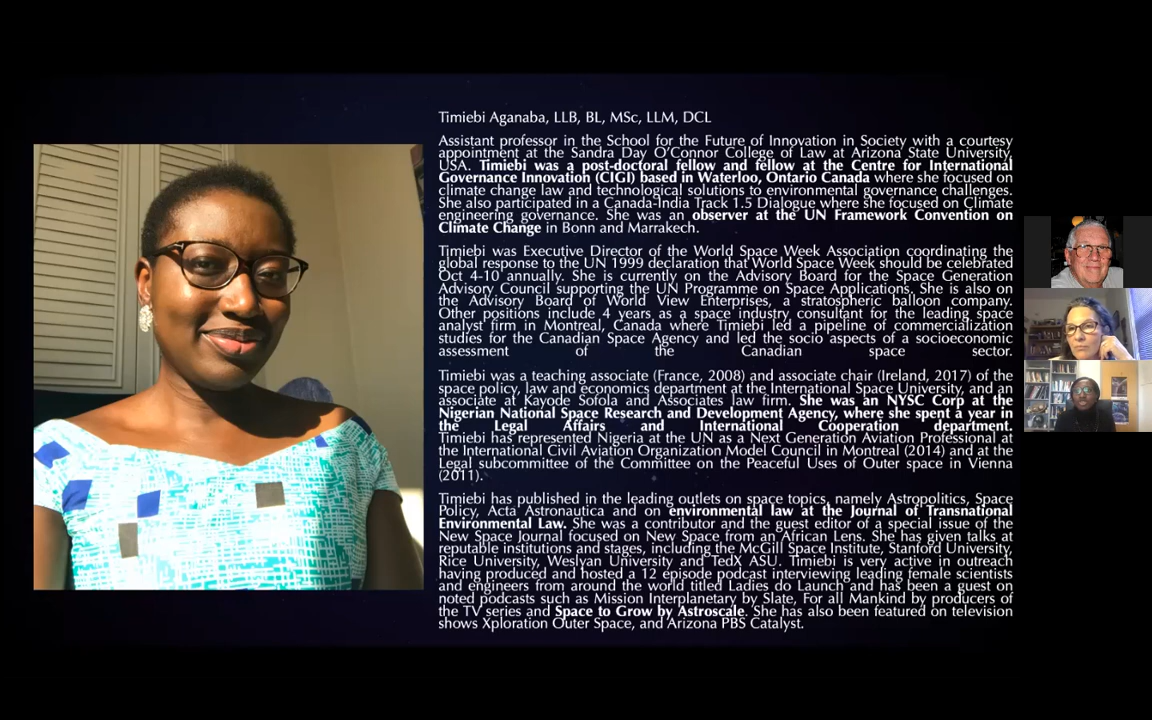 Timiebi Aganaba, LLB, BL, MSc, LLM, DCL
Assistant professor in the School for the Future of Innovation in Society with a courtesy
appointment at the Sandra Day O'Connor College of Law at Arizona State University,
USA. Timiebi was a post-doctoral fellow and fellow at the Centre for International
Governance Innovation (CIGI) based in Waterloo, Ontario Canada where she focused on
climate change law and technological solutions to environmental governance challenges.
She also participated in a Canada-India Track 1.5 Dialogue where she focused on Climate
engineering governance. She was an observer at the UN Framework Convention on
Climate Change in Bonn and Marrakech.
Timiebi was Executive Director of the World Space Week Association coordinating the
global response to the UN 1999 declaration that World Space Week should be celebrated
Oct 4-10 annually. She is currently on the Advisory Board for the Space Generation
Advisory Council supporting the UN Programme on Space Applications. She is also on
the Advisory Board of World View Enterprises, a stratospheric balloon company.
Other positions include 4 years as a space industry consultant for the leading space
analyst firm in Montreal, Canada where Timiebi led a pipeline of commercialization
studies for the Canadian Space Agency and led the socio aspects of a socioeconomic
assessment of the Canadian space sector.
Timiebi was a teaching associate (France, 2008) and associate chair (Ireland, 2017) of the
space policy, law and economics department at the International Space University, and an
associate at Kayode Sofola and Associates law firm. She was an NYSC Corp at the
Nigerian National Space Research and Development Agency, where she spent a year in
the Legal Affairs and International Cooperation department.
Timiebi has represented Nigeria at the UN as a Next Generation Aviation Professional at
the International Civil Aviation Organization Model Council in Montreal (2014) and at the
Legal subcommittee of the Committee on the Peaceful Uses of Outer space in Vienna
(2011).
Timiebi has published in the leading outlets on space topics, namely Astropolitics, Space
Policy, Acta Astronautica and on environmental law at the Journal of Transnational
Environmental Law. She was a contributor and the guest editor of a special issue of the
New Space Journal focused on New Space from an African Lens. She has given talks at
reputable institutions and stages, including the McGill Space Institute, Stanford University,
Rice University, Weslyan University and TedX ASU. Timiebi is very active in outreach
having produced and hosted a 12 episode podcast interviewing leading female scientists
and engineers from around the world titled Ladies do Launch and has been a guest on
noted podcasts such as Mission Interplanetary by Slate, For all Mankind by producers of
the TV series and Space to Grow by Astroscale. She has also been featured on television
shows Xploration Outer Space, and Arizona PBS Catalyst.